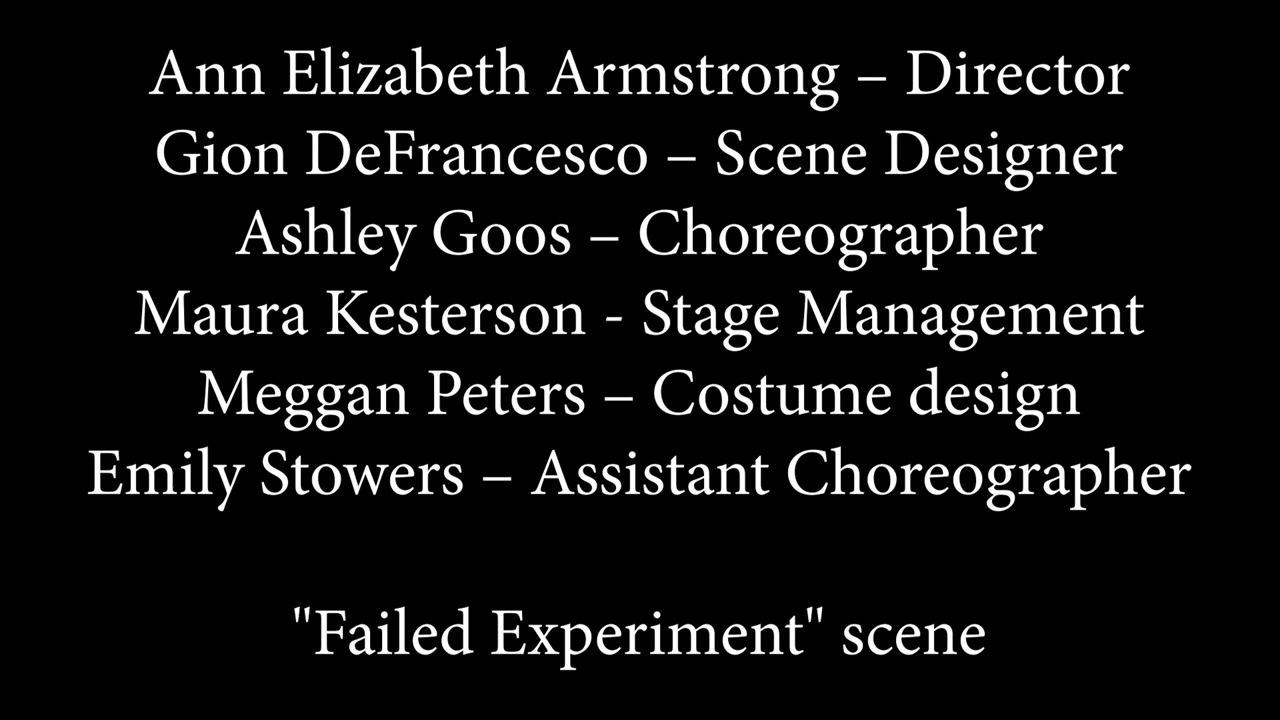 Ann Elizabeth Armstrong – Director
Gion DeFrancesco – Scene Designer
Ashley Goos – Choreographer
Maura Kesterson - Stage Management
Meggan Peters – Costume design
Emily Stowers – Assistant Choreographer
"Failed Experiment" scene